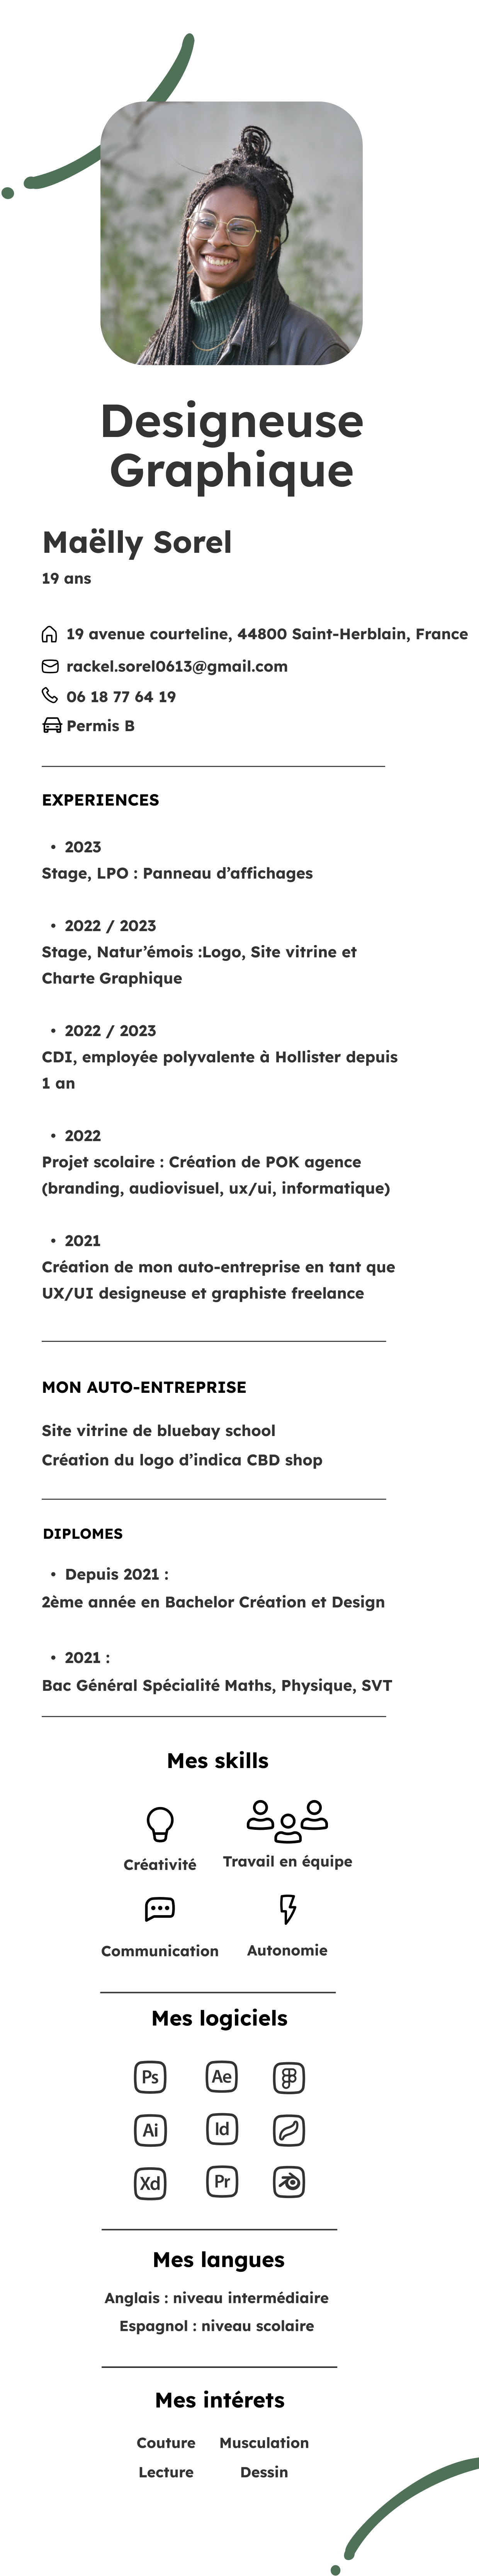 Designeuse
Graphique
Maëlly Sorel
19 ans
19 avenue courteline, 44800 Saint-Herblain, France
rackel.sorel0613@gmail.com
06 18 77 64 19
Permis B
EXPERIENCES
• 2023
Stage, LPO : Panneau d’affichages
• 2022 / 2023
Stage, Natur’émois :Logo, Site vitrine et
Charte Graphique
• 2022 / 2023
CDI, employée polyvalente à Hollister depuis
1 an
• 2022
Projet scolaire : Création de POK agence
(branding, audiovisuel, ux/ui, informatique)
• 2021
Création de mon auto-entreprise en tant que
UX/UI designeuse et graphiste freelance
MON AUTO-ENTREPRISE
Site vitrine de bluebay school
Création du logo d’indica CBD shop
DIPLOMES
• Depuis 2021 :
2ème année en Bachelor Création et Design
• 2021 :
Bac Général Spécialité Maths, Physique, SVT
Mes skills
Créativité Travail en équipe
Communication Autonomie
Mes logiciels
Ps Ae
Ai Id
Xd Pr
Mes langues
Anglais : niveau intermédiaire
Espagnol : niveau scolaire
Mes intérets
Couture Musculation
Lecture Dessin